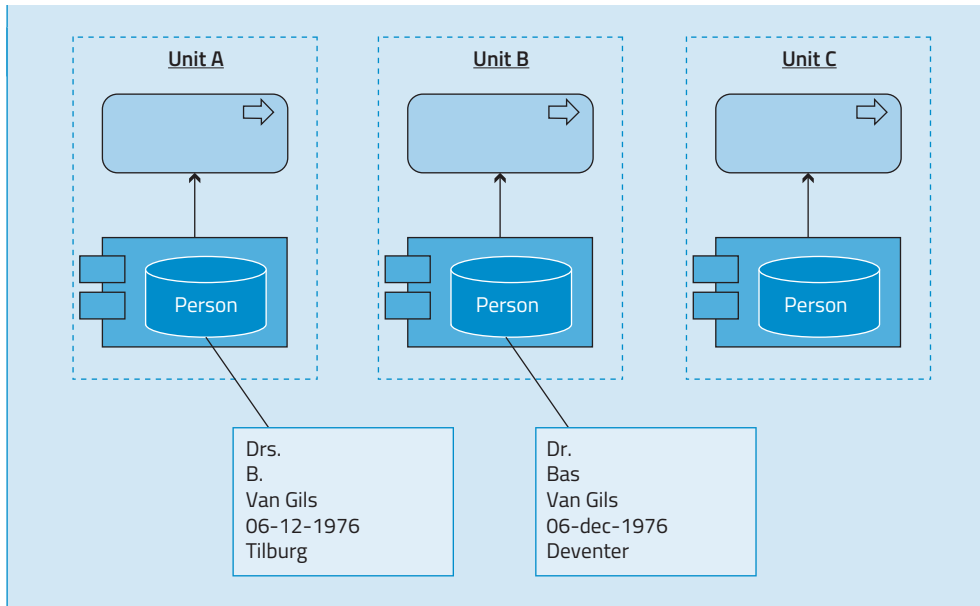 Unit A
Unit B
Unit C
Person
Person
Person
Drs.
B.
Van Gils
06-12-1976
Tilburg
Dr.
Bas
Van Gils
06-dec-1976
Deventer